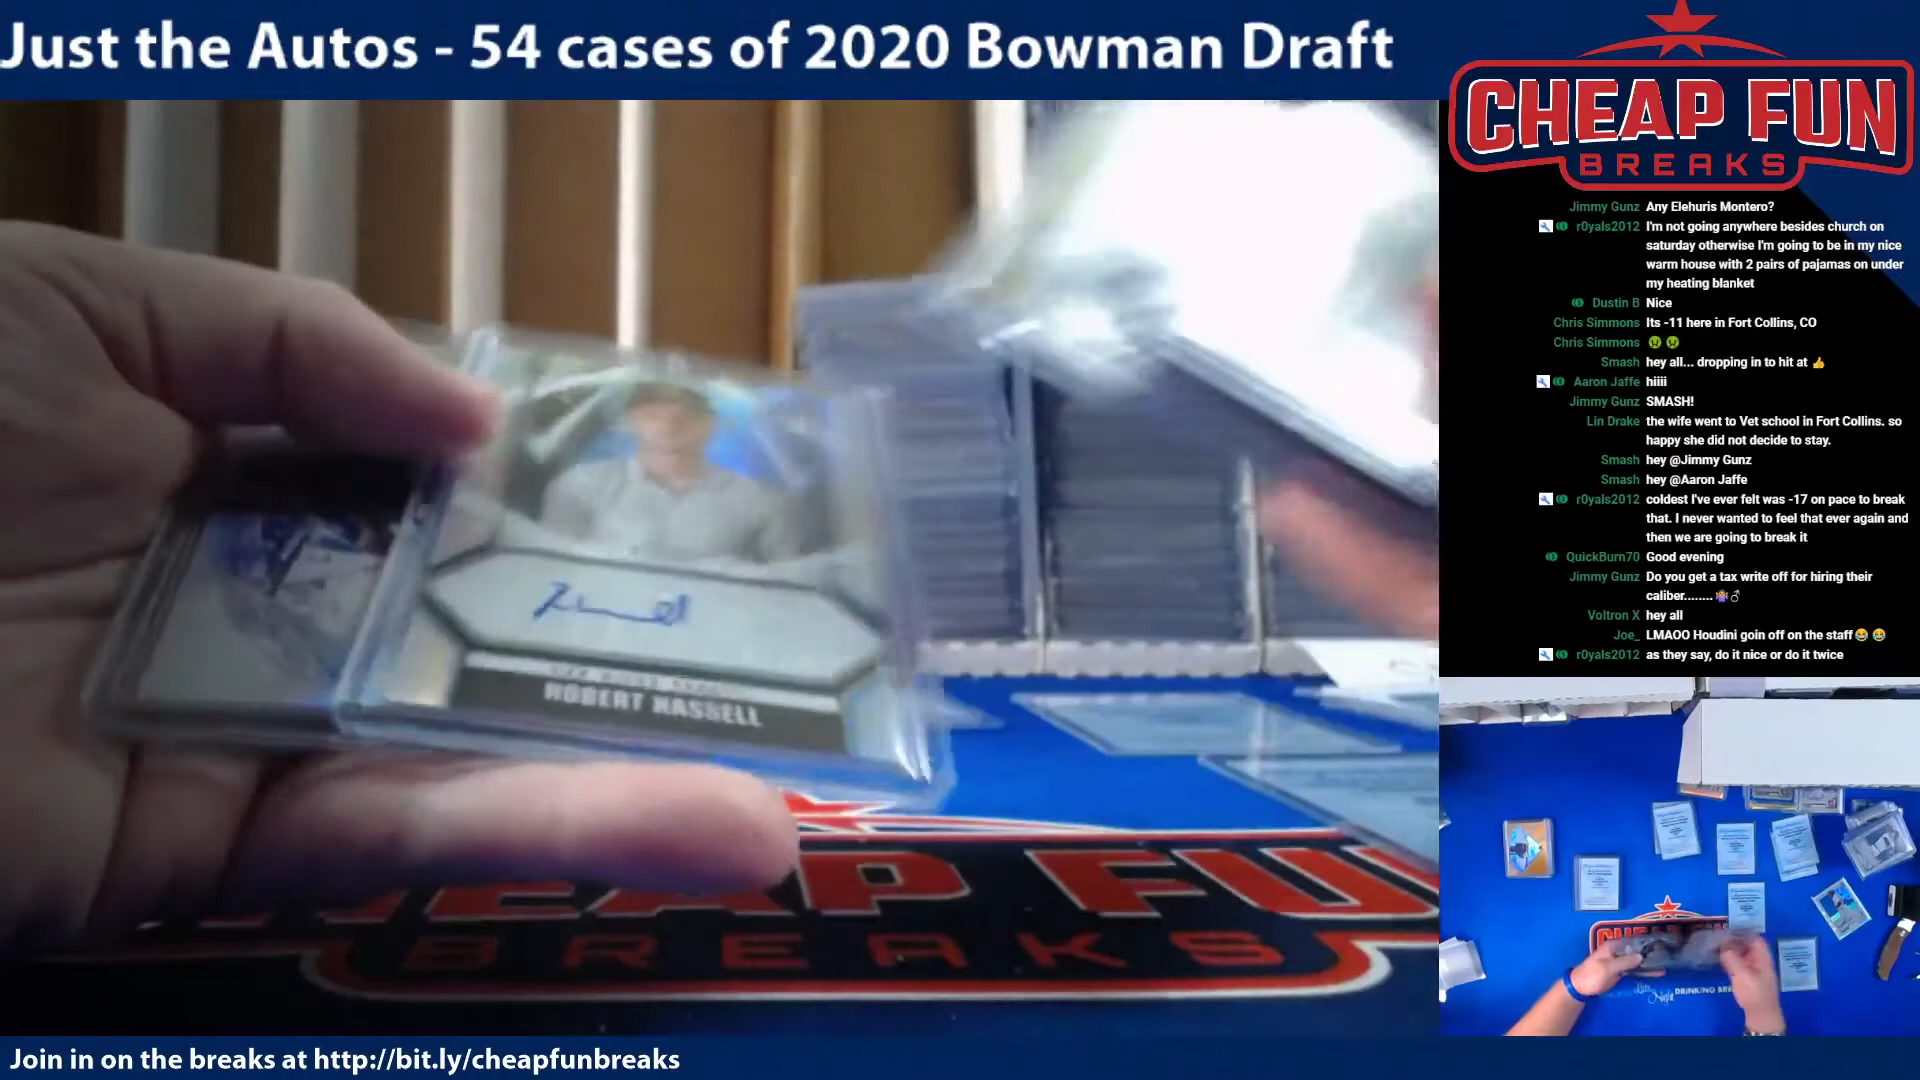 Just the Autos - 54 cases of 2020 Bowman Draft
CHEAP FUN
BREAKS
Jimmy Gunz Any Elehuris Montero?
r0yals2012 I'm not going anywhere besides church on
saturday otherwise I'm going to be in my nice
warm house with 2 pairs of pajamas on under
my heating blanket
Dustin B Nice
Chris Simmons Its -11 here in Fort Collins, CO
Chris Simmons 🤢🤢
Smash hey all... dropping in to hit at 👍
Aaron Jaffe hiiii
Jimmy Gunz SMASH!
Lin Drake the wife went to Vet school in Fort Collins. so
happy she did not decide to stay.
Smash hey @Jimmy Gunz
Smash hey @Aaron Jaffe
r0yals2012 coldest I've ever felt was -17 on pace to break
that. I never wanted to feel that ever again and
then we are going to break it
QuickBurn70 Good evening
Jimmy Gunz Do you get a tax write off for hiring their
caliber........🤷♂
Voltron X hey all
Joe_ LMAOO Houdini goin off on the staff😂 😂
r0yals2012 as they say, do it nice or do it twice
ROBERT HASSELL
CHEAP FU
BREAKS
CHEAP
Late Night DRINKING BRE
Join in on the breaks at http://bit.ly/cheapfunbreaks